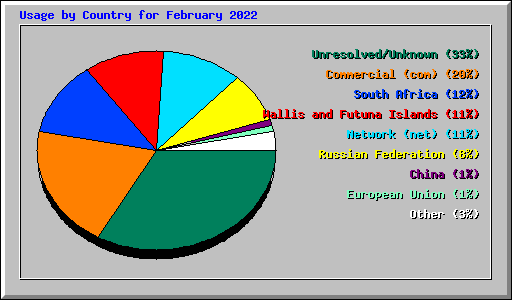 Usage by Country for February 2022
Unresolved/Unknown (33%)
Commercial (com) (20%)
South Africa (12%)
Wallis and Futuna Islands (11%)
Network (net) (11%)
Russian Federation (8%)
China (1%)
European Union (1%)
Other (3%)